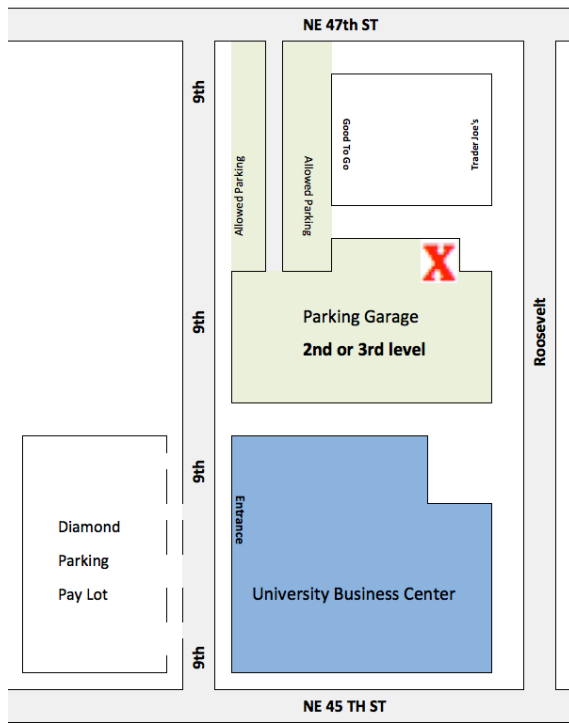 NE 47th ST
9th
Good To Go
Trader Joe's
Allowed Parking
Allowed Parking
X
Parking Garage
2nd or 3rd level
9th
Roosevelt
9th
Entrance
Diamond
Parking
Pay Lot
University Business Center
9th
NE 45 TH ST